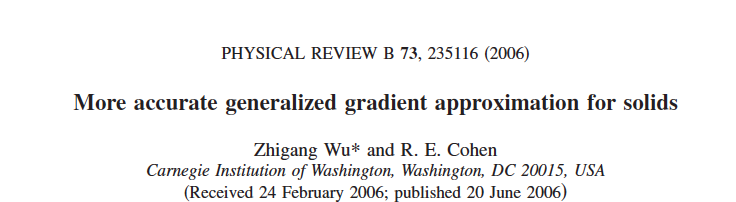 PHYSICAL REVIEW B 73, 235116 (2006)
More accurate generalized gradient approximation for solids
Zhigang Wu* and R. E. Cohen
Carnegie Institution of Washington, Washington, DC 20015, USA
(Received 24 February 2006; published 20 June 2006)